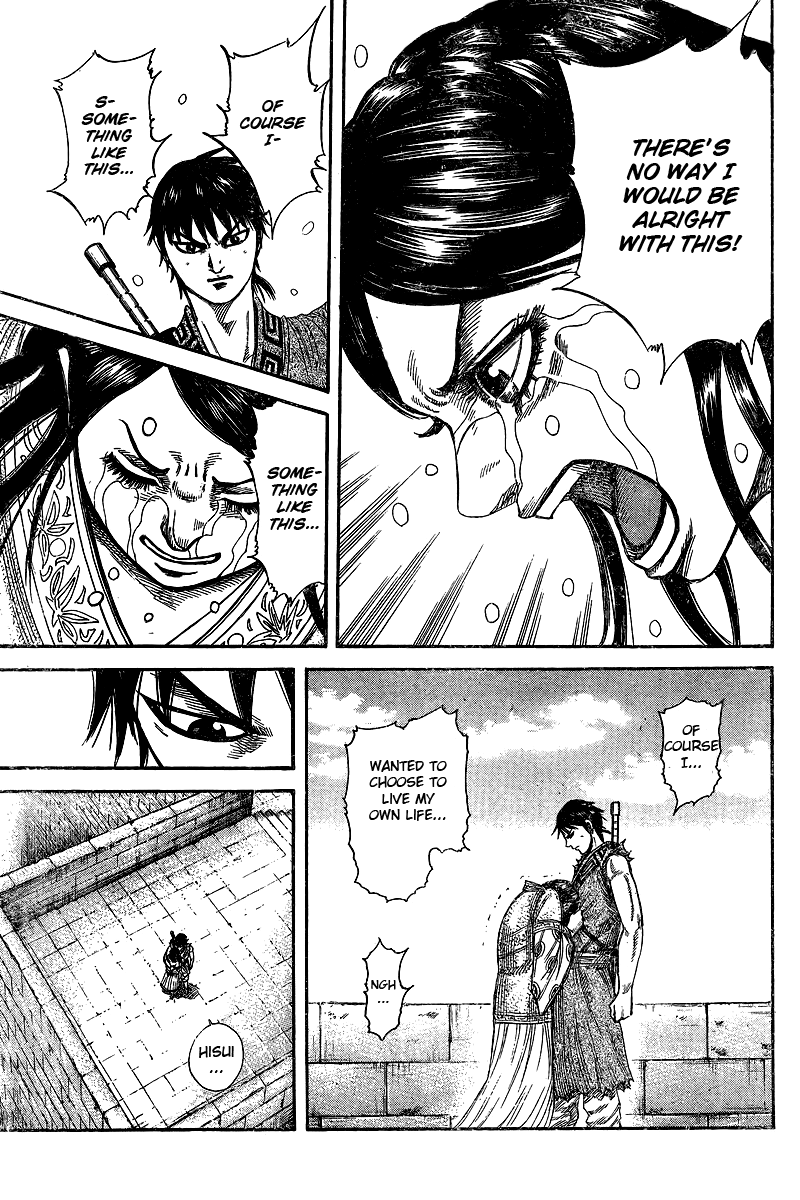 THERE'S
NO WAY I
WOULD BE
ALRIGHT
WITH THIS!
OF
COURSE
I-
S-
SOME-
THING
LIKE
THIS...
SOME-
THING
LIKE
THIS...
OF
COURSE
I...
WANTED TO
CHOOSE TO
LIVE MY
OWN LIFE...
NGH
...
HISUI
...